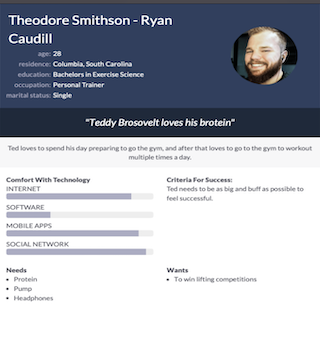 Theodore Smithson - Ryan
Caudill
age: 28
residence: Columbia, South Carolina
education: Bachelors in Exercise Science
occupation: Personal Trainer
marital status: Single
"Teddy Brosovelt loves his brotein"
Ted loves to spend his day preparing to go the gym, and after that loves to go to the gym to workout
multiple times a day.
Comfort With Technology
INTERNET
SOFTWARE
MOBILE APPS
SOCIAL NETWORK
Criteria For Success:
Ted needs to be as big and buff as possible to
feel successful.
Needs
• Protein
• Pump
• Headphones
Wants
• To win lifting competitions